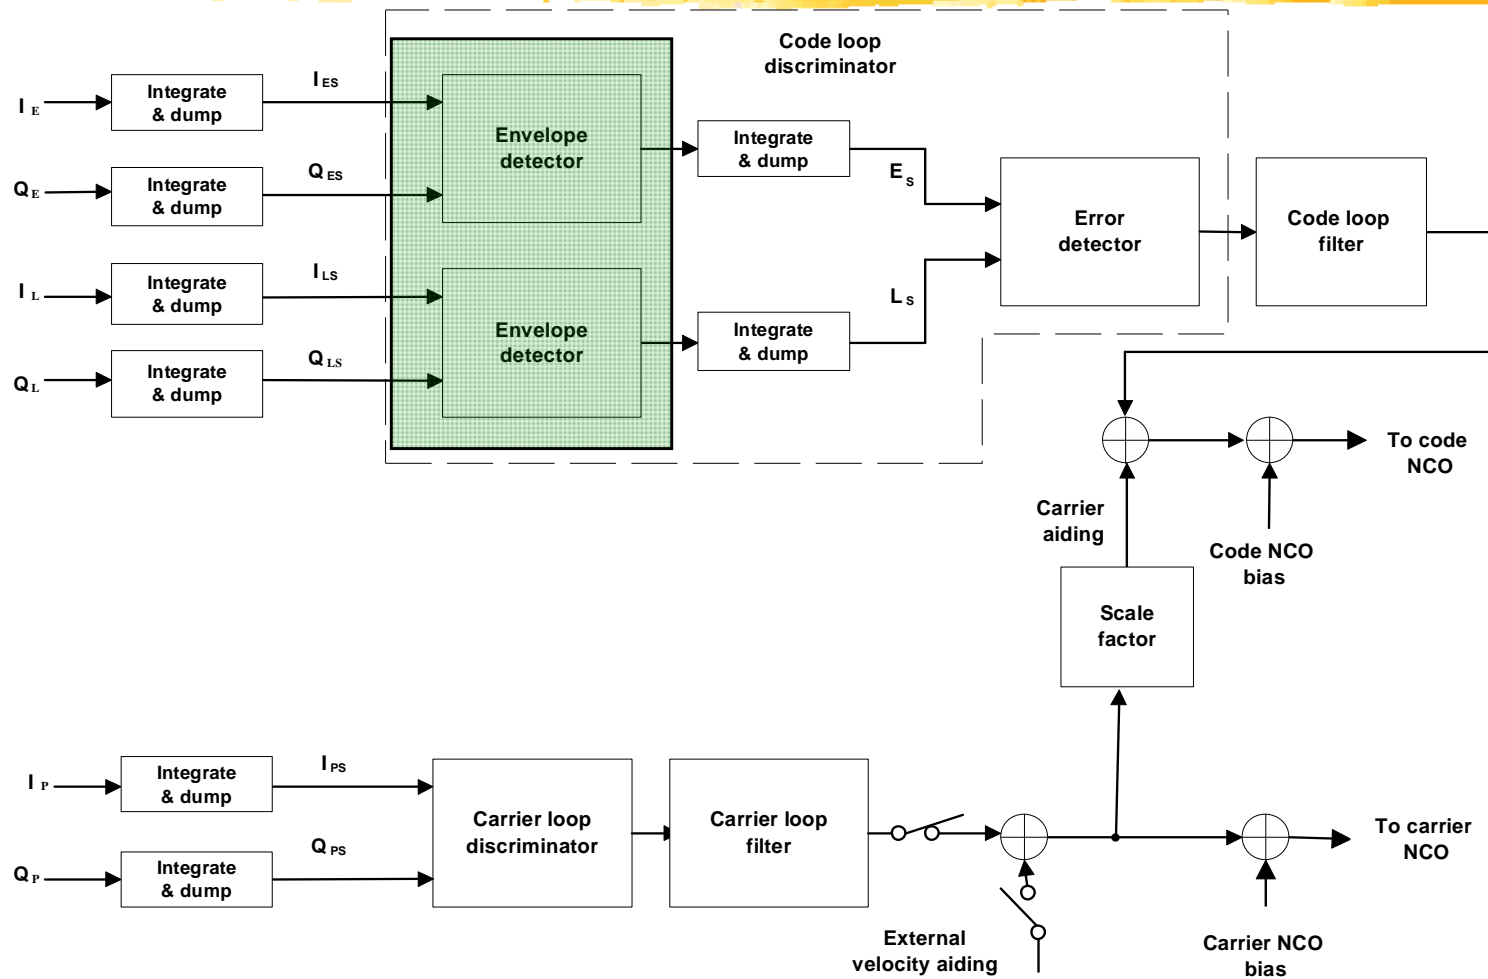 Code loop
discriminator
I E
Integrate
& dump
I ES
Q E
Integrate
& dump
Q ES
Envelope
detector
Integrate
& dump
E S
I L
Integrate
& dump
I LS
Q L
Integrate
& dump
Q LS
Envelope
detector
Integrate
& dump
L S
Error
detector
Code loop
filter
To code
NCO
Carrier
aiding
Code NCO
bias
Scale
factor
I P
Integrate
& dump
I PS
Q P
Integrate
& dump
Q PS
Carrier loop
discriminator
Carrier loop
filter
To carrier
NCO
External
velocity aiding
Carrier NCO
bias